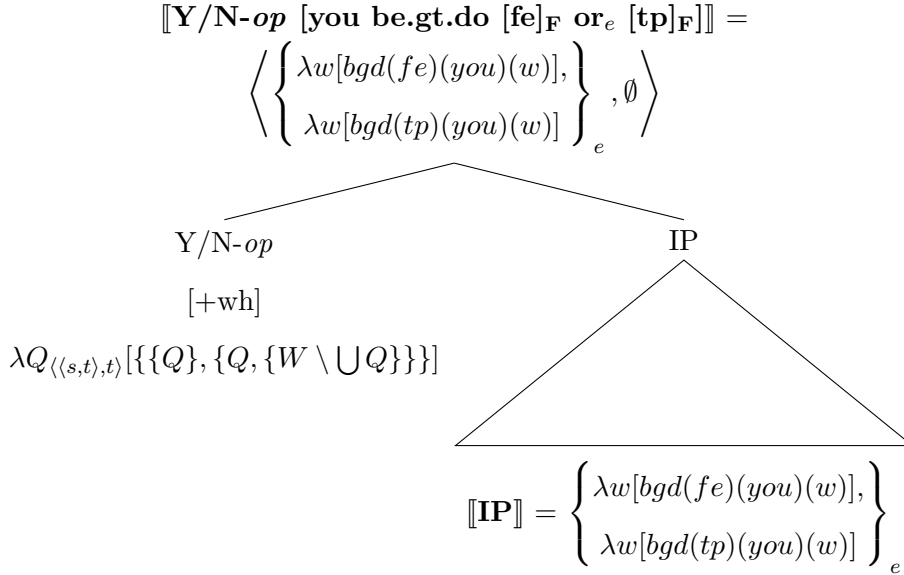 ⟦Y/N-op [you be.gt.do [fe]F ore [tp]F]⟧ =
⟨{λw[bgd(fe)(you)(w)],
λw[bgd(tp)(you)(w)]}e, ∅⟩
Y/N-op
IP
[+wh]
λQ⟨⟨s,t⟩,t⟩[{{Q}, {Q, {W \ ⋃ Q}}}]
⟦IP⟧ = {λw[bgd(fe)(you)(w)],
λw[bgd(tp)(you)(w)]}e